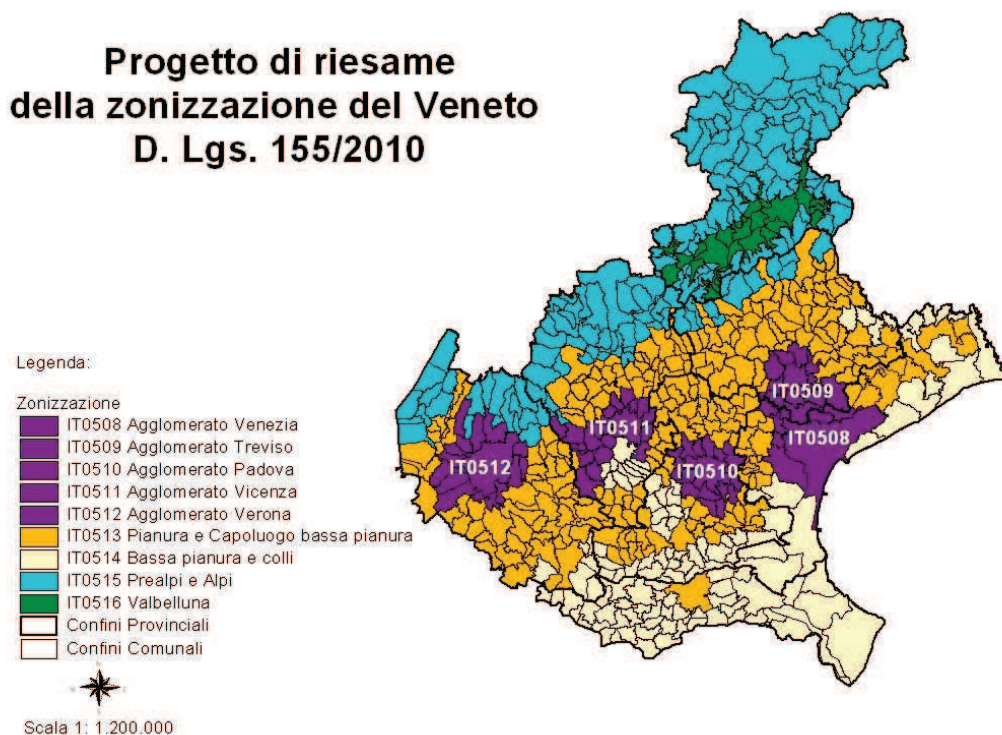 Progetto di riesame
della zonizzazione del Veneto
D. Lgs. 155/2010
IT0509
IT0511
IT0508
IT0512
IT0510
Legenda:
Zonizzazione
IT0508 Agglomerato Venezia
IT0509 Agglomerato Treviso
IT0510 Agglomerato Padova
IT0511 Agglomerato Vicenza
IT0512 Agglomerato Verona
IT0513 Pianura e Capoluogo bassa pianura
IT0514 Bassa pianura e colli
IT0515 Prealpi e Alpi
IT0516 Valbelluna
Confini Provinciali
Confini Comunali
Scala 1: 1.200.000